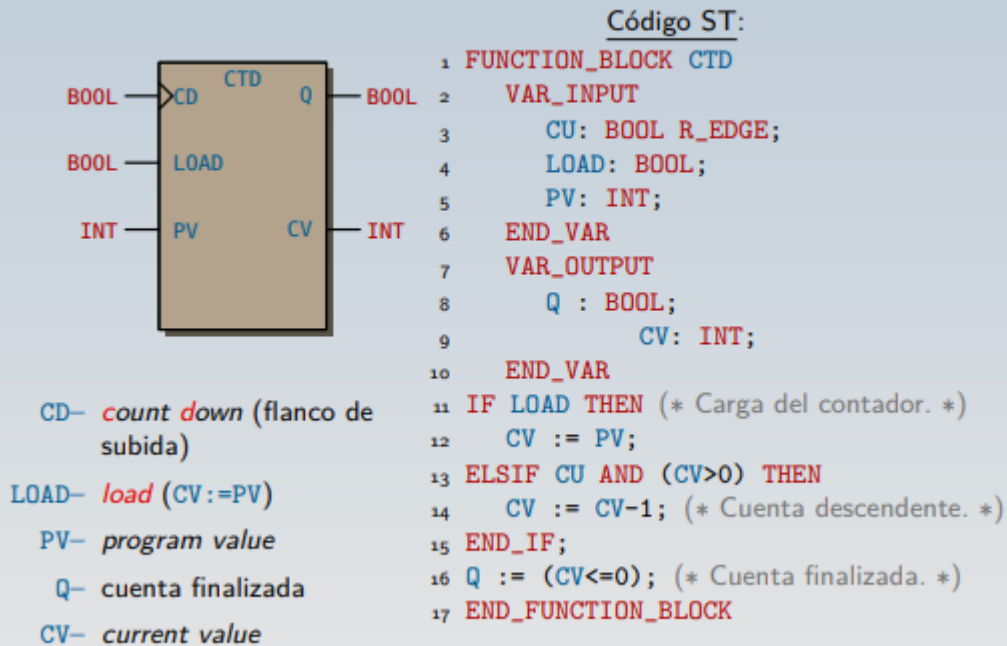 CTD
BOOL CD Q BOOL
BOOL LOAD
INT PV CV INT
CD– count down (flanco de
subida)
LOAD– load (CV:=PV)
PV– program value
Q– cuenta finalizada
CV– current value
Código ST:
1 FUNCTION_BLOCK CTD
2 VAR_INPUT
3 CU: BOOL R_EDGE;
4 LOAD: BOOL;
5 PV: INT;
6 END_VAR
7 VAR_OUTPUT
8 Q : BOOL;
9 CV: INT;
10 END_VAR
11 IF LOAD THEN (* Carga del contador. *)
12 CV := PV;
13 ELSIF CU AND (CV>0) THEN
14 CV := CV-1; (* Cuenta descendente. *)
15 END_IF;
16 Q := (CV<=0); (* Cuenta finalizada. *)
17 END_FUNCTION_BLOCK